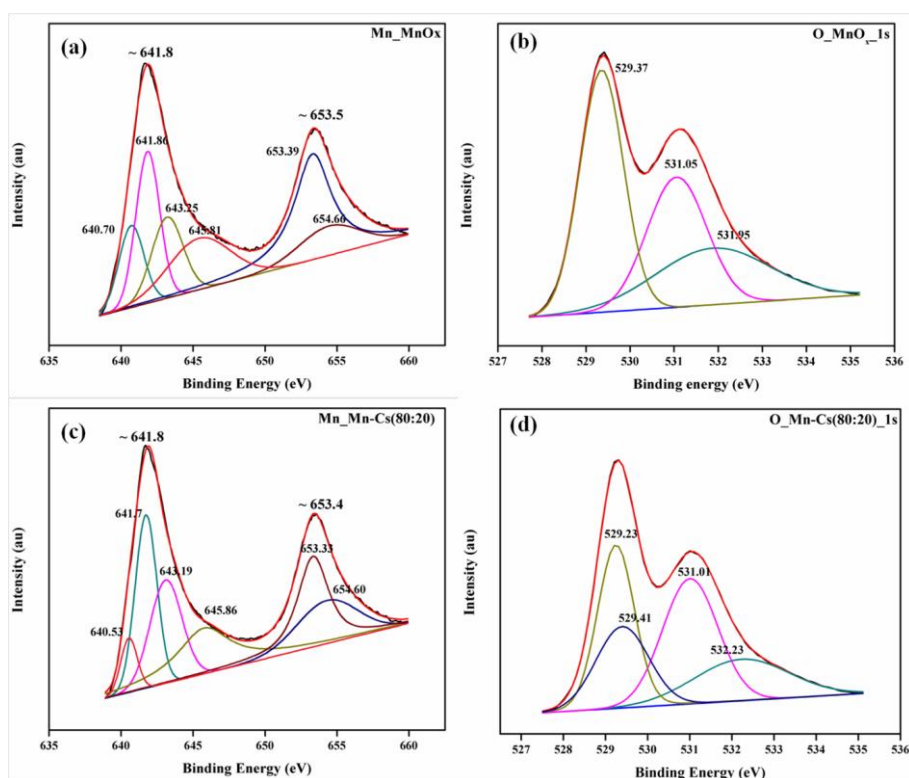 (a)
Mn_MnOx
~ 641.8
~ 653.5
641.86
653.39
643.25
645.81
640.70
654.66
Intensity (au)
635 640 645 650 655 660
Binding Energy (eV)
(b)
O_MnOₓ_1s
529.37
531.05
531.95
Intensity (au)
527 528 529 530 531 532 533 534 535 536
Binding energy (eV)
(c)
Mn_Mn-Cs(80:20)
~ 641.8
~ 653.4
641.7
653.33
643.19
654.60
645.86
640.53
Intensity (au)
635 640 645 650 655 660
Binding Energy (eV)
(d)
O_Mn-Cs(80:20)_1s
529.23
531.01
529.41
532.23
Intensity (au)
527 528 529 530 531 532 533 534 535 536
Binding Energy (eV)